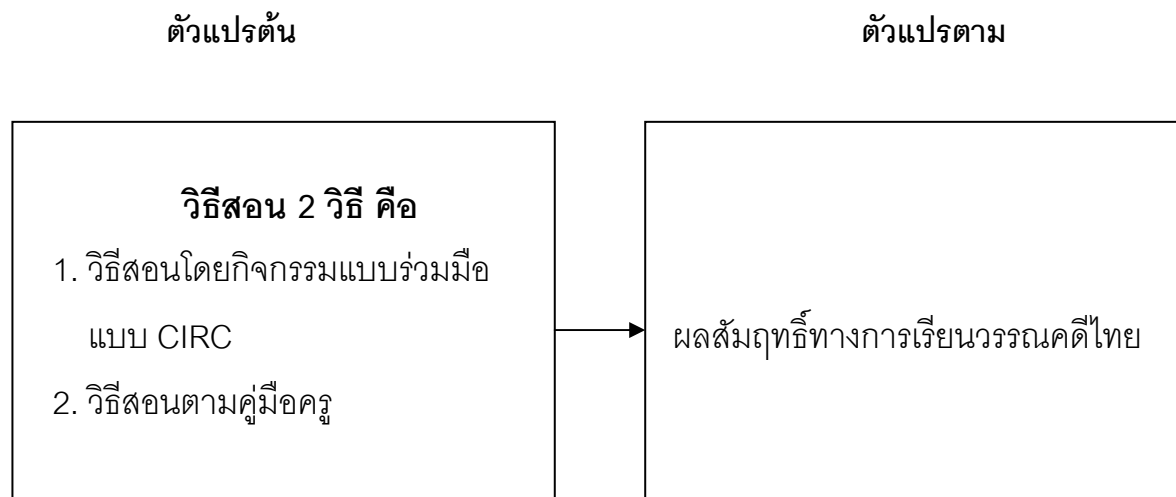 ตัวแปรต้น
ตัวแปรตาม
วิธีสอน 2 วิธี คือ
1. วิธีสอนโดยกิจกรรมแบบร่วมมือ
แบบ CIRC
2. วิธีสอนตามคู่มือครู
ผลสัมฤทธิ์ทางการเรียนวรรณคดีไทย